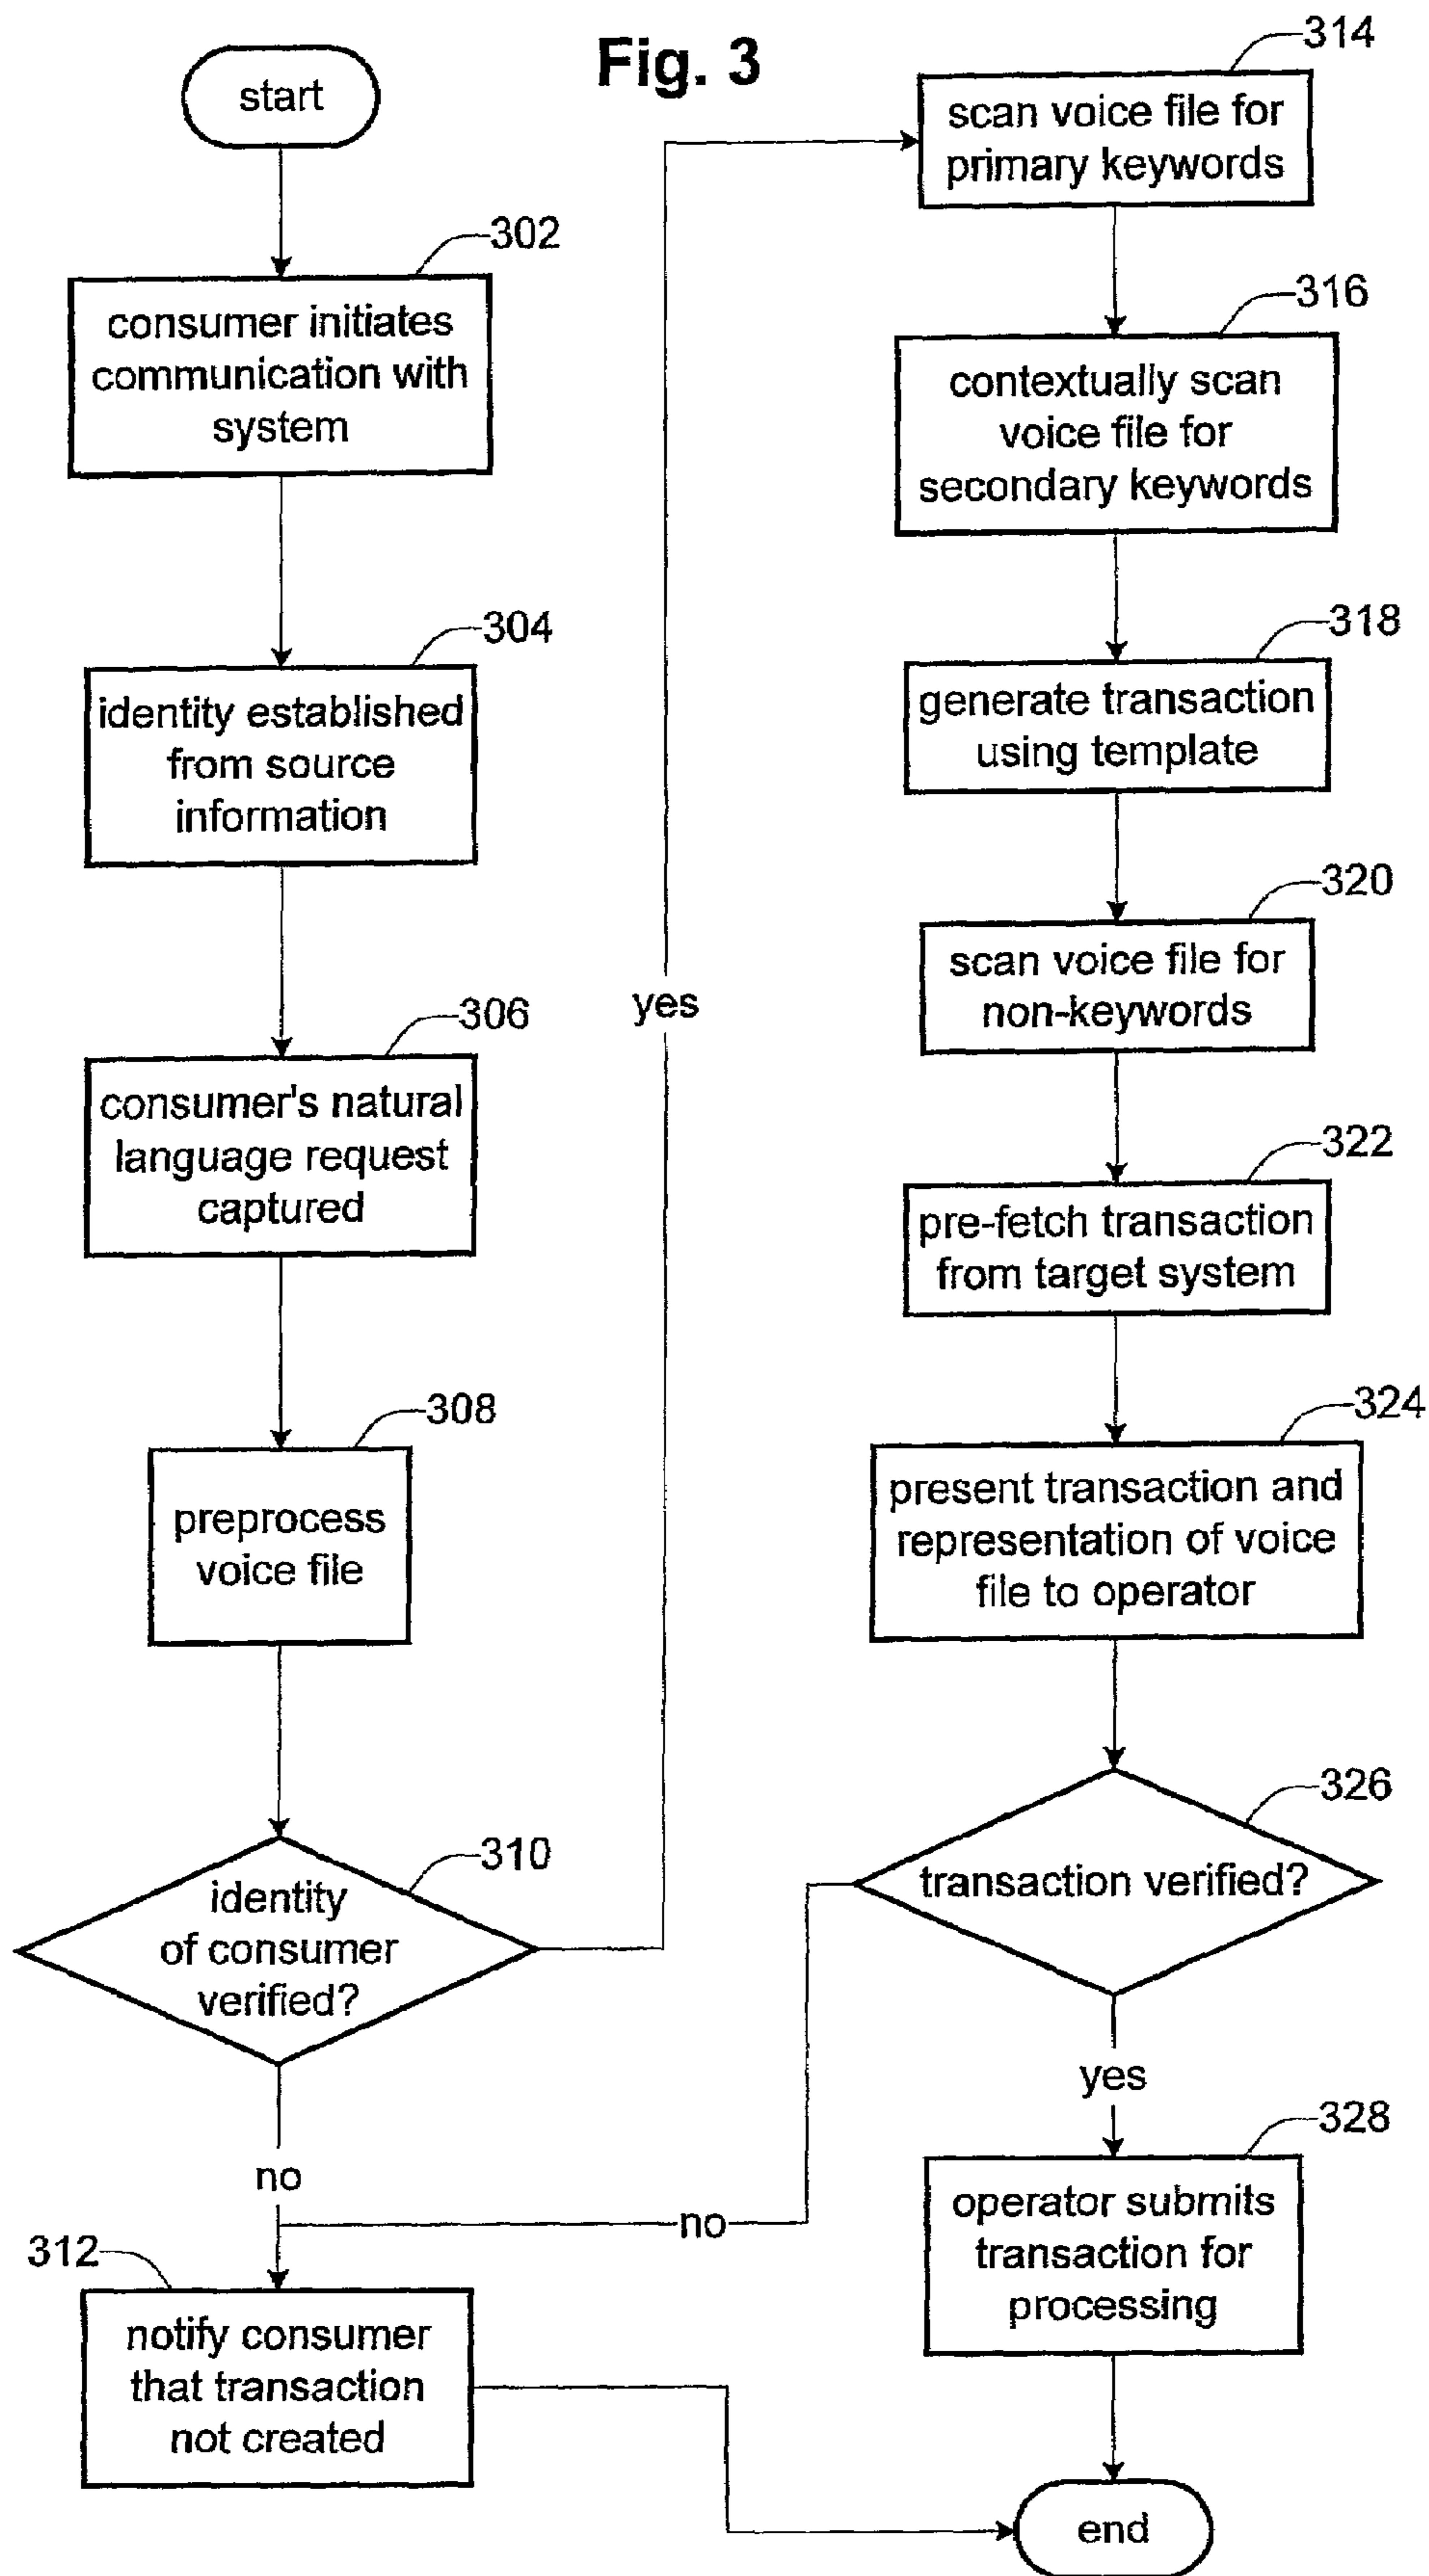 Fig. 3
start
302
consumer initiates
communication with
system
304
identity established
from source
information
306
consumer's natural
language request
captured
308
preprocess
voice file
310
identity
of consumer
verified?
yes
no
312
notify consumer
that transaction
not created
314
scan voice file for
primary keywords
316
contextually scan
voice file for
secondary keywords
318
generate transaction
using template
320
scan voice file for
non-keywords
322
pre-fetch transaction
from target system
324
present transaction and
representation of voice
file to operator
326
transaction verified?
no
yes
328
operator submits
transaction for
processing
end